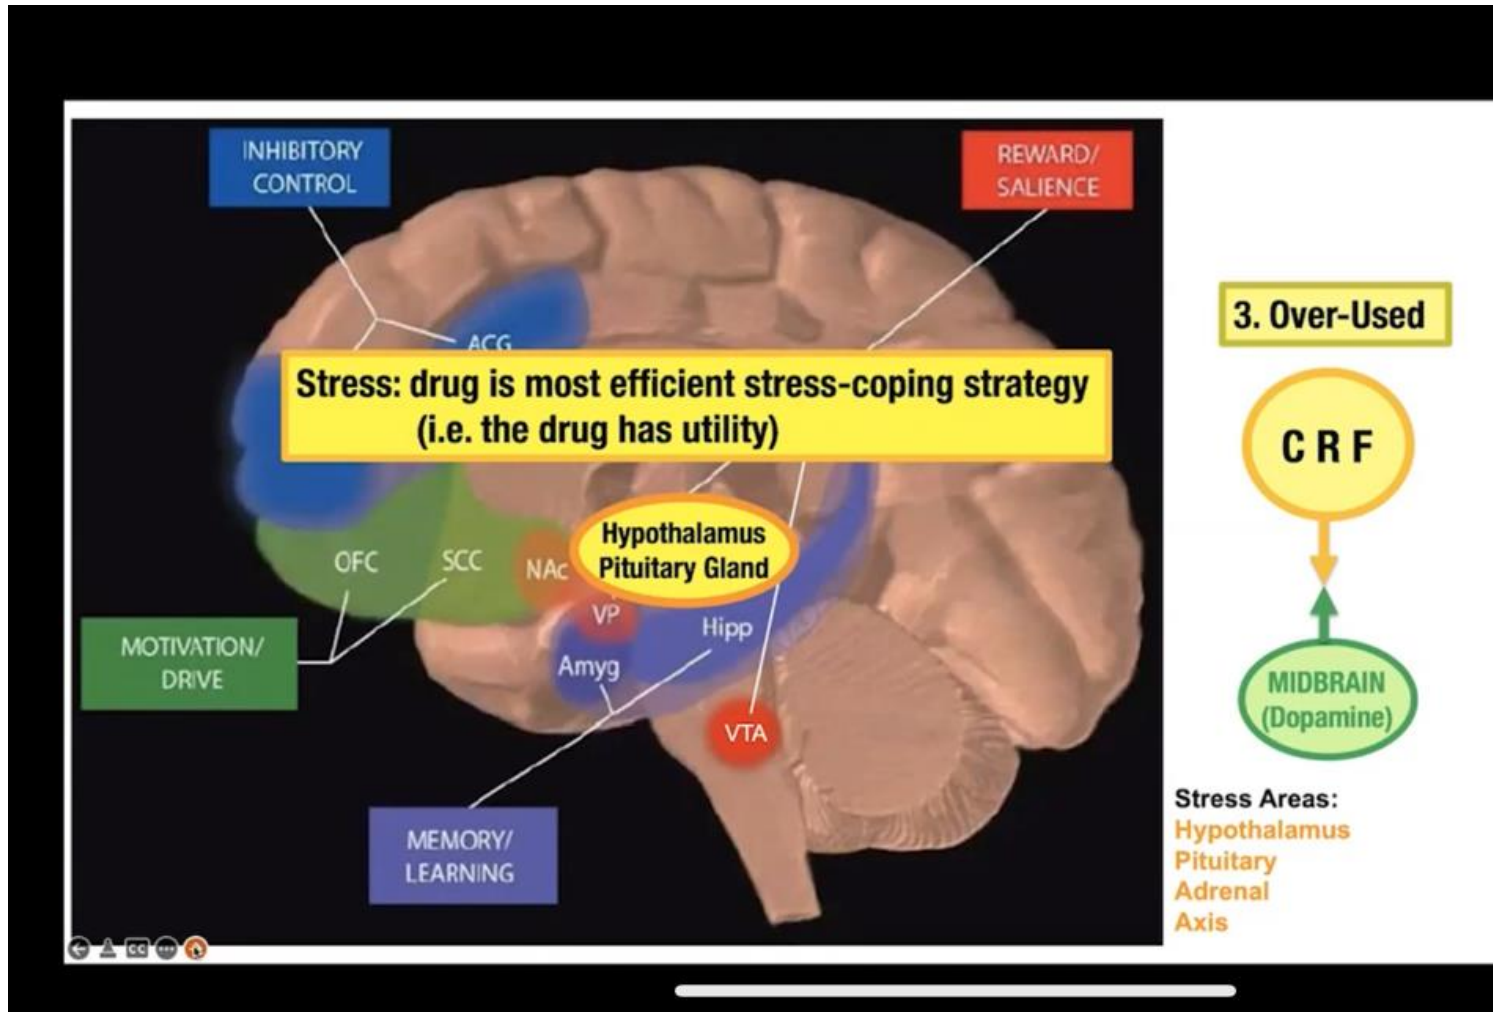 INHIBITORY
CONTROL
REWARD/
SALIENCE
ACG
Stress: drug is most efficient stress-coping strategy
(i.e. the drug has utility)
Hypothalamus
Pituitary Gland
OFC
SCC
NAc
VP
Hipp
Amyg
VTA
MOTIVATION/
DRIVE
MEMORY/
LEARNING
3. Over-Used
C R F
MIDBRAIN
(Dopamine)
Stress Areas:
Hypothalamus
Pituitary
Adrenal
Axis
CC